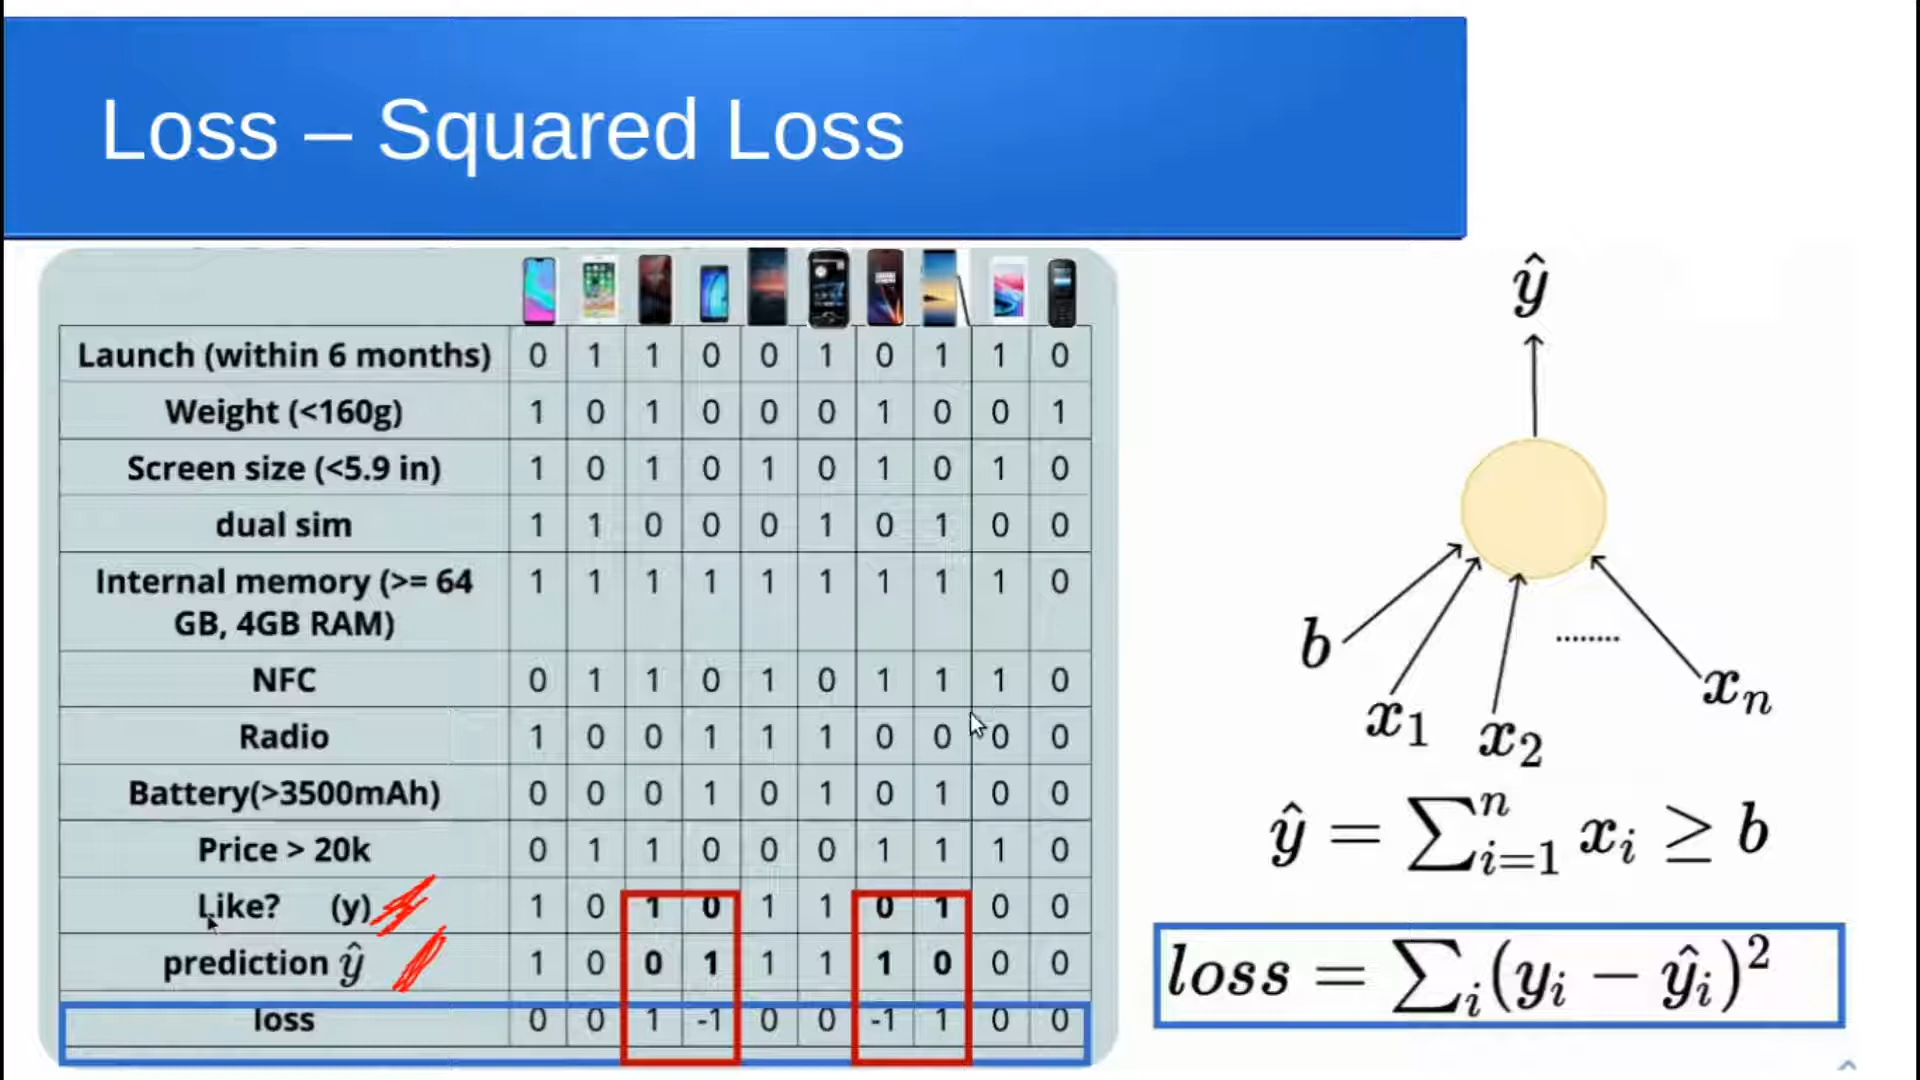 Loss – Squared Loss
Launch (within 6 months) 0 1 1 0 0 1 0 1 1 0
Weight (<160g) 1 0 1 0 0 0 1 0 0 1
Screen size (<5.9 in) 1 0 1 0 1 0 1 0 1 0
dual sim 1 1 0 0 0 1 0 1 0 0
Internal memory (>= 64 1 1 1 1 1 1 1 1 1 0
GB, 4GB RAM)
NFC 0 1 1 0 1 0 1 1 1 0
Radio 1 0 0 1 1 1 0 0 0 0
Battery(>3500mAh) 0 0 0 1 0 1 0 1 0 0
Price > 20k 0 1 1 0 0 0 1 1 1 0
Like? (y) 1 0 1 0 1 1 0 1 0 0
prediction ŷ 1 0 0 1 1 1 1 0 0 0
loss 0 0 1 -1 0 0 -1 1 0 0
ŷ
b
x₁ x₂ ........ xₙ
ŷ = ∑ⁿᵢ₌₁ xᵢ ≥ b
loss = ∑ᵢ(yᵢ − ŷᵢ)²